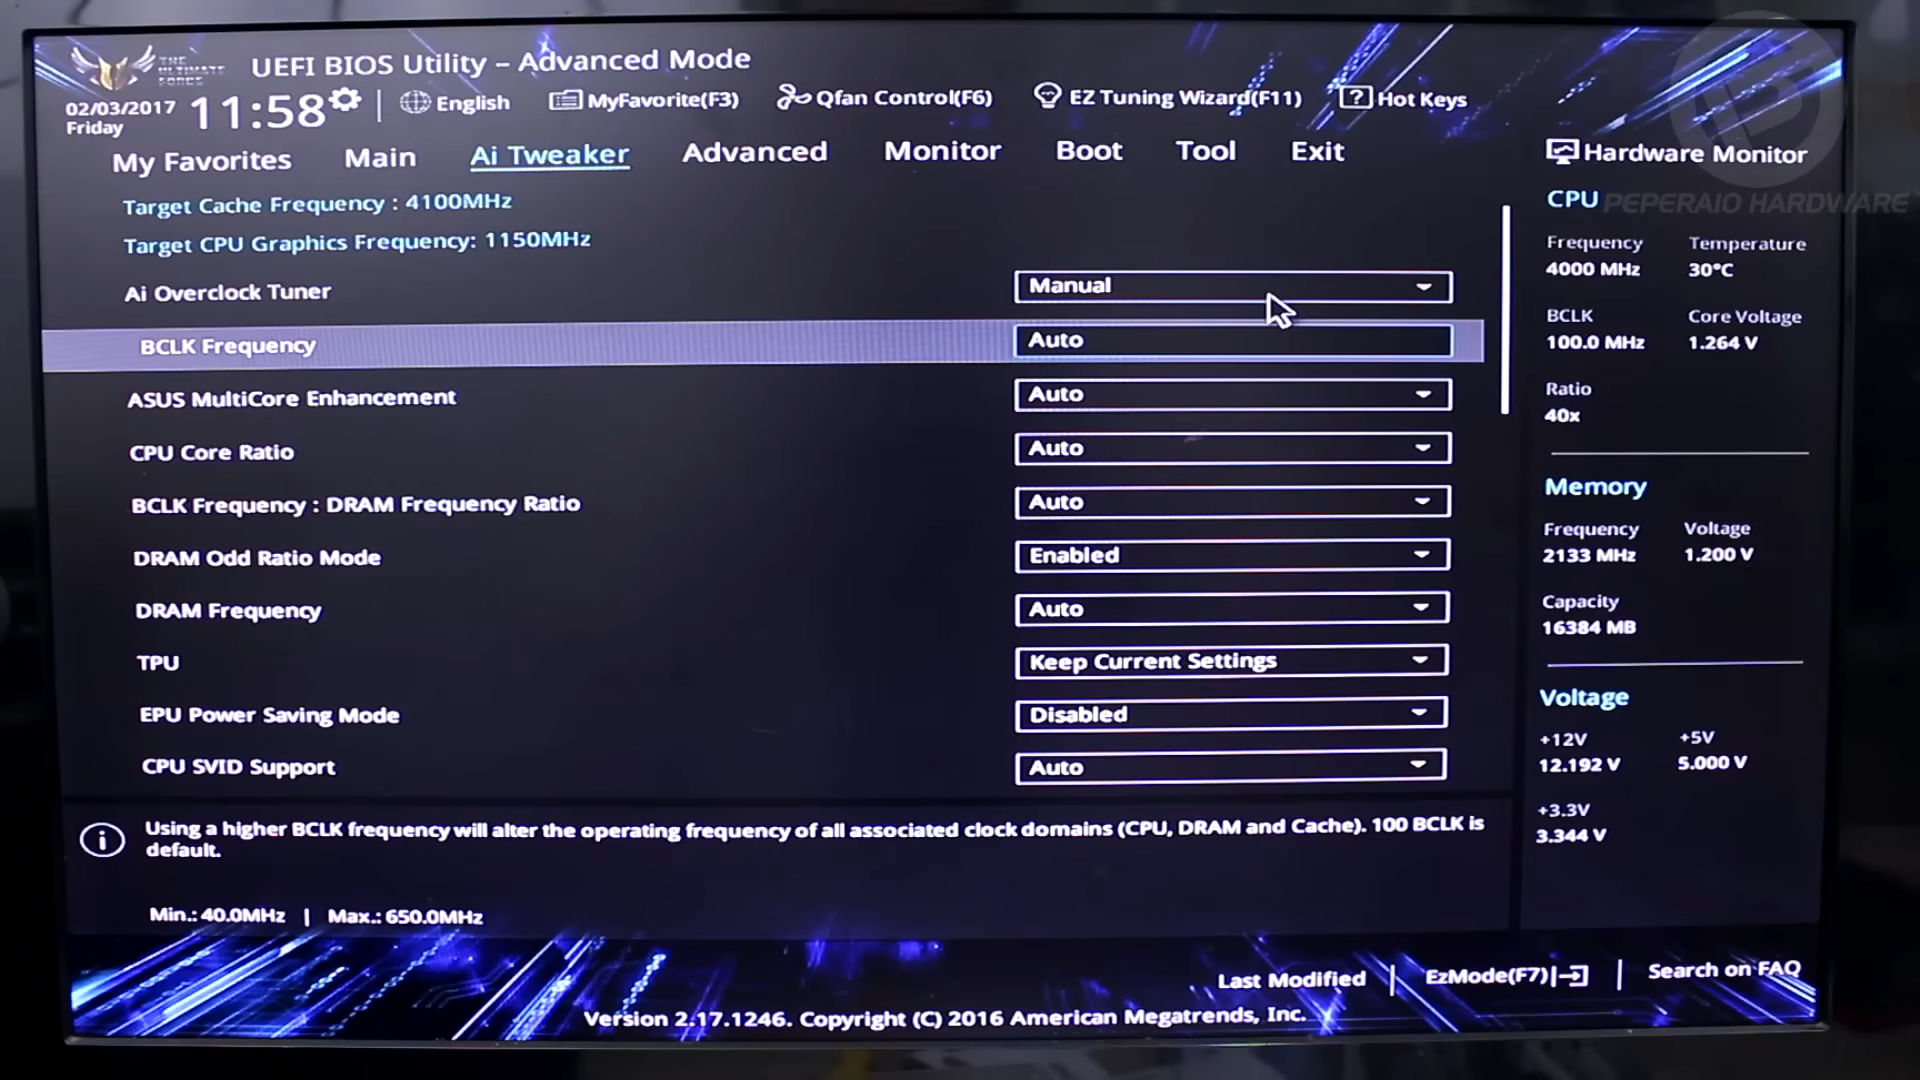 THE ULTIMATE FORCE
UEFI BIOS Utility – Advanced Mode
02/03/2017
Friday
11:58
English
MyFavorite(F3)
Qfan Control(F6)
EZ Tuning Wizard(F11)
? Hot Keys
My Favorites
Main
Ai Tweaker
Advanced
Monitor
Boot
Tool
Exit
Target Cache Frequency : 4100MHz
Target CPU Graphics Frequency: 1150MHz
Ai Overclock Tuner Manual
BCLK Frequency Auto
ASUS MultiCore Enhancement Auto
CPU Core Ratio Auto
BCLK Frequency : DRAM Frequency Ratio Auto
DRAM Odd Ratio Mode Enabled
DRAM Frequency Auto
TPU Keep Current Settings
EPU Power Saving Mode Disabled
CPU SVID Support Auto
Using a higher BCLK frequency will alter the operating frequency of all associated clock domains (CPU, DRAM and Cache). 100 BCLK is
default.
Min.: 40.0MHz | Max.: 650.0MHz
Hardware Monitor
CPU
PEPERAIO HARDWARE
Frequency Temperature
4000 MHz 30°C
BCLK Core Voltage
100.0 MHz 1.264 V
Ratio
40x
Memory
Frequency Voltage
2133 MHz 1.200 V
Capacity
16384 MB
Voltage
+12V +5V
12.192 V 5.000 V
+3.3V
3.344 V
Last Modified
EzMode(F7)
Search on FAQ
Version 2.17.1246. Copyright (C) 2016 American Megatrends, Inc.